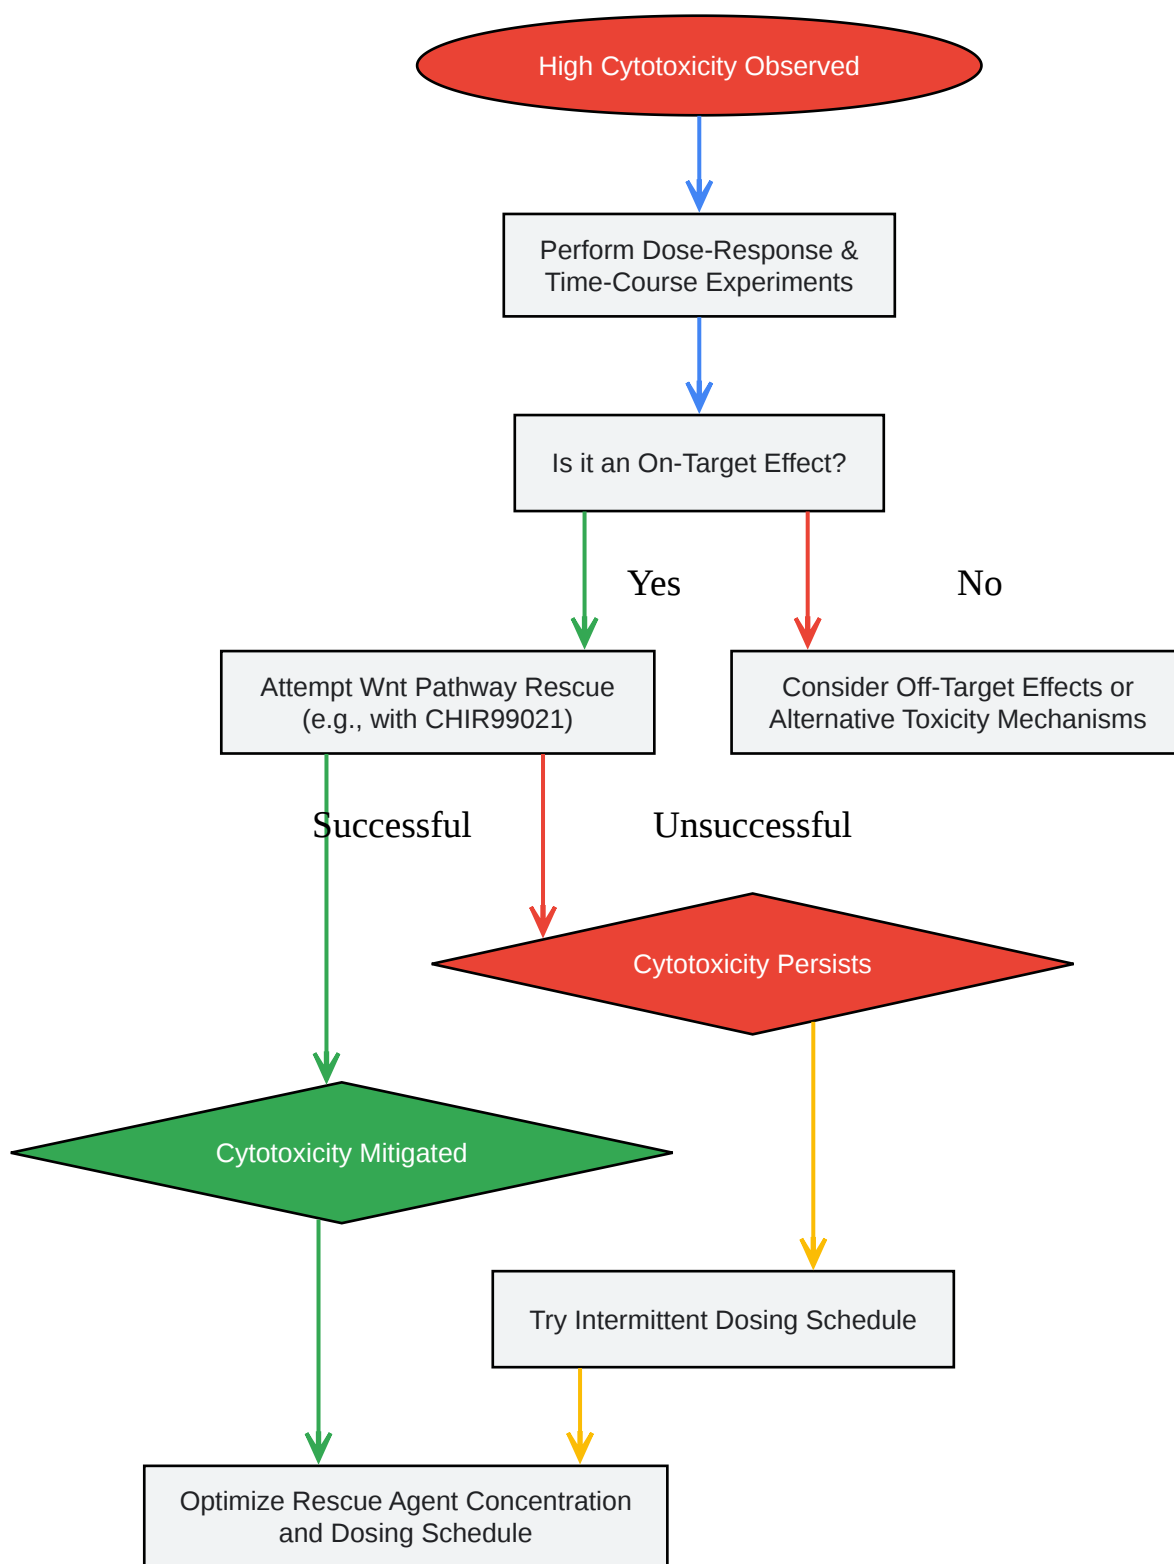 High Cytotoxicity Observed
Perform Dose-Response &
Time-Course Experiments
Is it an On-Target Effect?
Yes
No
Attempt Wnt Pathway Rescue
(e.g., with CHIR99021)
Consider Off-Target Effects or
Alternative Toxicity Mechanisms
Successful
Unsuccessful
Cytotoxicity Persists
Cytotoxicity Mitigated
Try Intermittent Dosing Schedule
Optimize Rescue Agent Concentration
and Dosing Schedule